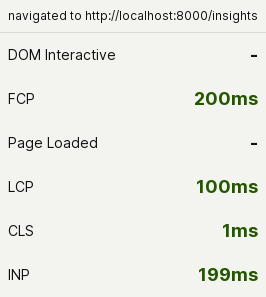 navigated to http://localhost:8000/insights
DOM Interactive -
FCP 200ms
Page Loaded -
LCP 100ms
CLS 1ms
INP 199ms